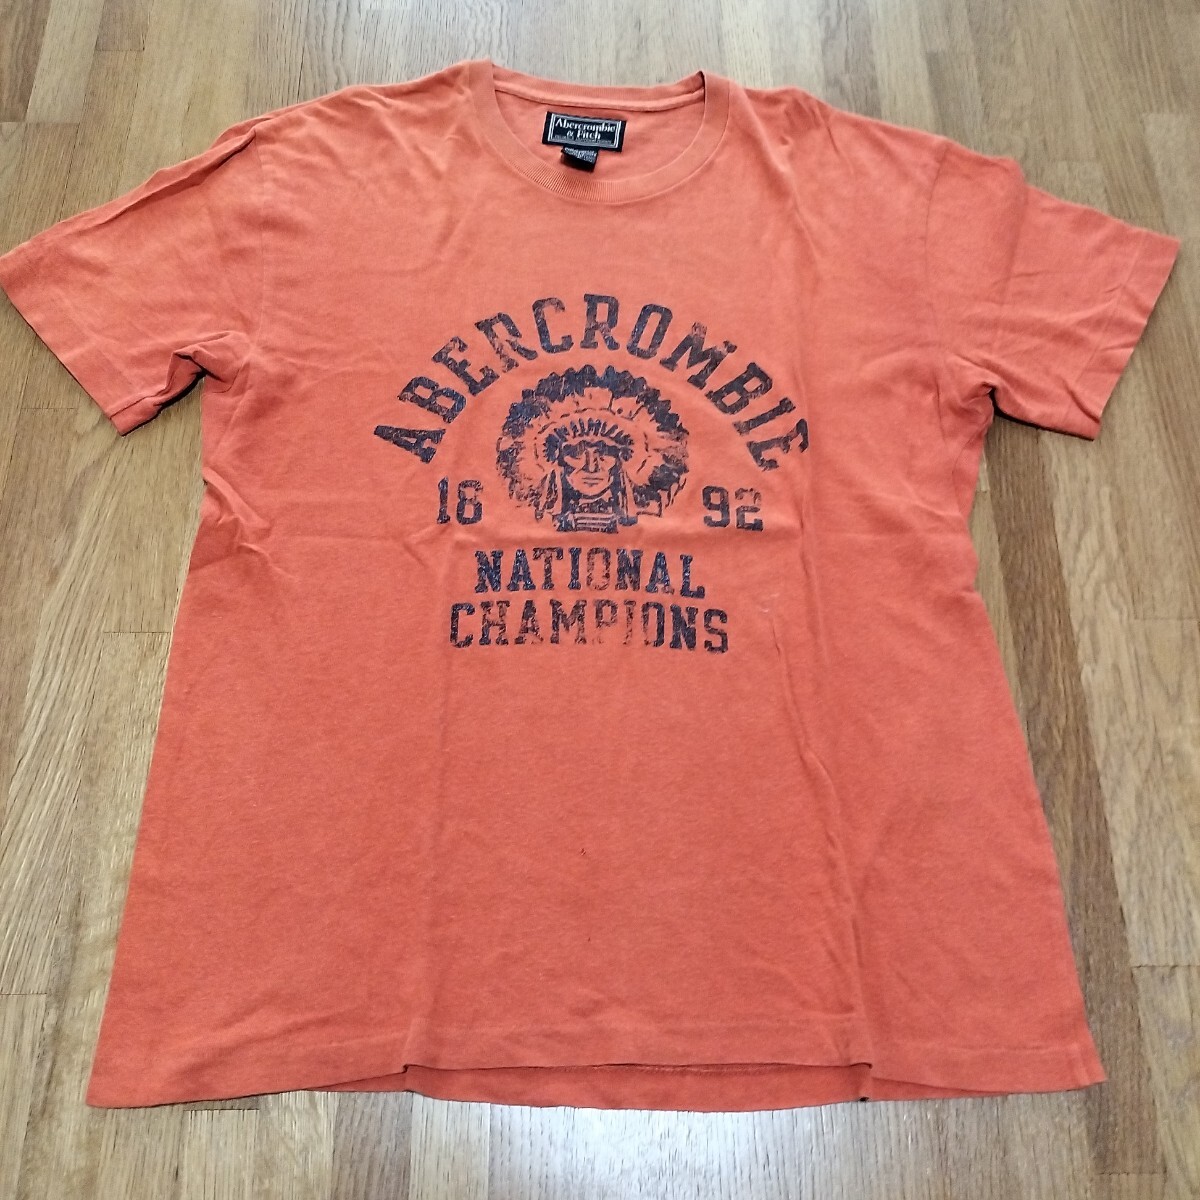 Abercrombie
& Fitch
ABERCROMBIE
18 92
NATIONAL
CHAMPIONS